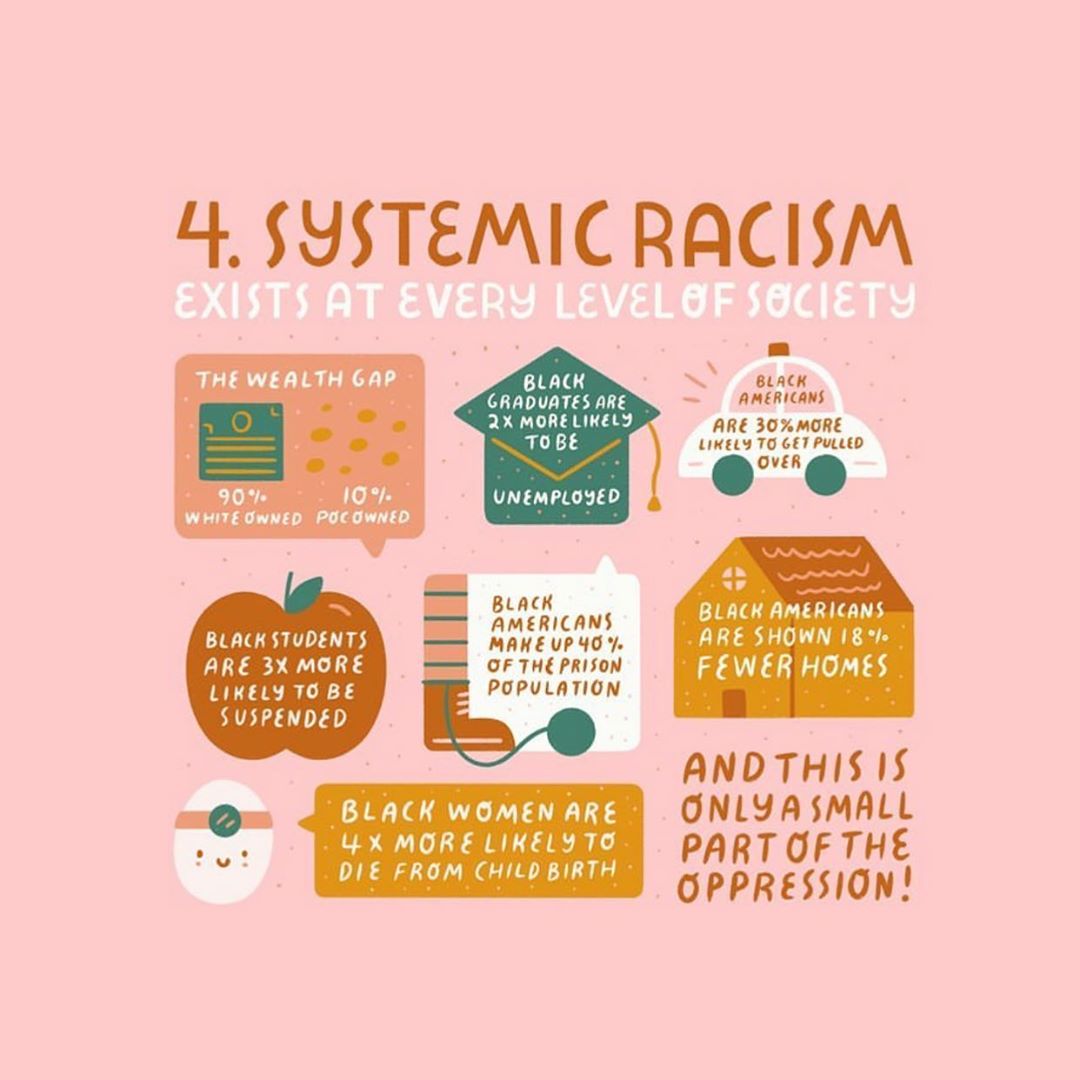 4. SYSTEMIC RACISM
EXISTS AT EVERY LEVEL OF SOCIETY
THE WEALTH GAP
90%
WHITE OWNED
10%
POC OWNED
BLACK
GRADUATES ARE
2X MORE LIKELY
TO BE
UNEMPLOYED
BLACK
AMERICANS
ARE 30% MORE
LIKELY TO GET PULLED
OVER
BLACK STUDENTS
ARE 3X MORE
LIKELY TO BE
SUSPENDED
BLACK
AMERICANS
MAKE UP 40%
OF THE PRISON
POPULATION
BLACK AMERICANS
ARE SHOWN 18%
FEWER HOMES
BLACK WOMEN ARE
4X MORE LIKELY TO
DIE FROM CHILD BIRTH
AND THIS IS
ONLY A SMALL
PART OF THE
OPPRESSION!